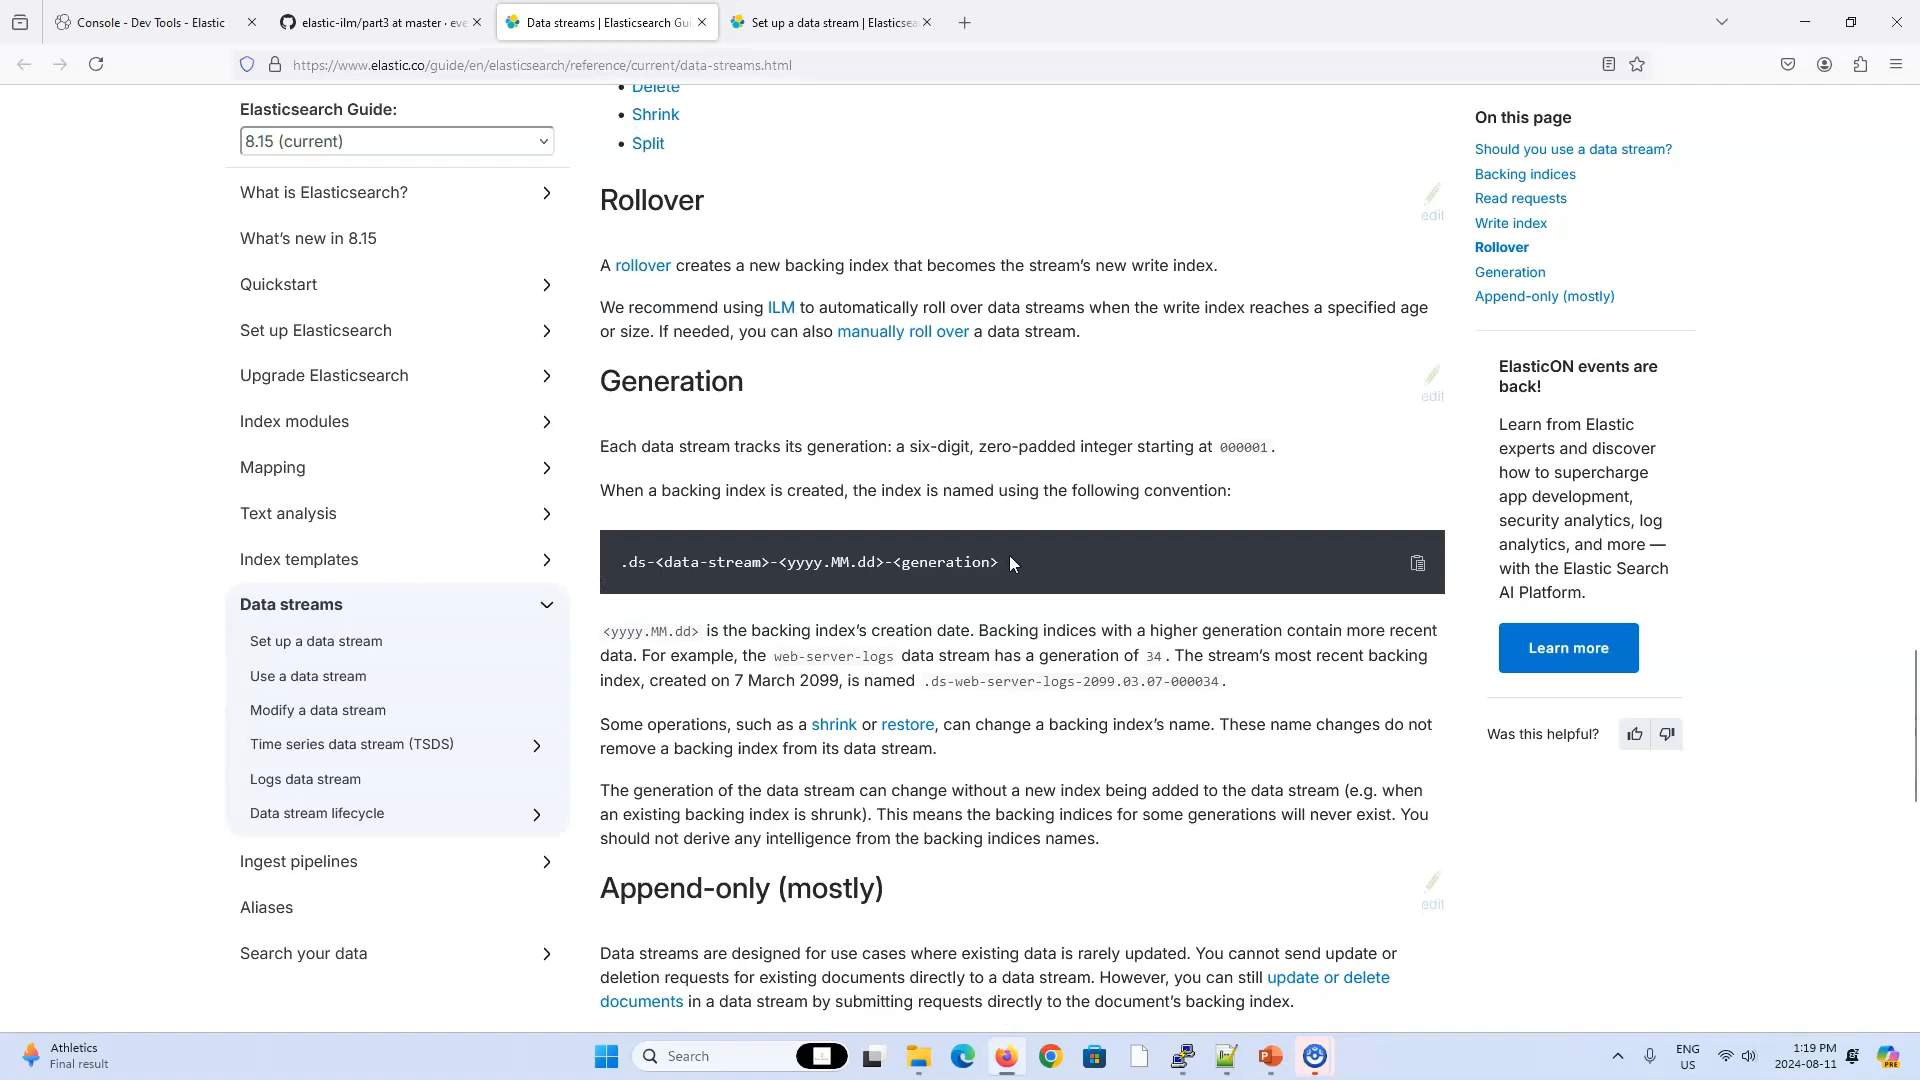 Console - Dev Tools - Elastic
elastic-ilm/part3 at master · eve
Data streams | Elasticsearch Gui
Set up a data stream | Elasticsea
https://www.elastic.co/guide/en/elasticsearch/reference/current/data-streams.html
Elasticsearch Guide:
8.15 (current)
What is Elasticsearch?
What's new in 8.15
Quickstart
Set up Elasticsearch
Upgrade Elasticsearch
Index modules
Mapping
Text analysis
Index templates
Data streams
Set up a data stream
Use a data stream
Modify a data stream
Time series data stream (TSDS)
Logs data stream
Data stream lifecycle
Ingest pipelines
Aliases
Search your data
• Delete
• Shrink
• Split
Rollover
edit
A rollover creates a new backing index that becomes the stream's new write index.
We recommend using ILM to automatically roll over data streams when the write index reaches a specified age
or size. If needed, you can also manually roll over a data stream.
Generation
edit
Each data stream tracks its generation: a six-digit, zero-padded integer starting at 000001.
When a backing index is created, the index is named using the following convention:
.ds-<data-stream>-<yyyy.MM.dd>-<generation>
<yyyy.MM.dd> is the backing index's creation date. Backing indices with a higher generation contain more recent
data. For example, the web-server-logs data stream has a generation of 34. The stream's most recent backing
index, created on 7 March 2099, is named .ds-web-server-logs-2099.03.07-000034.
Some operations, such as a shrink or restore, can change a backing index's name. These name changes do not
remove a backing index from its data stream.
The generation of the data stream can change without a new index being added to the data stream (e.g. when
an existing backing index is shrunk). This means the backing indices for some generations will never exist. You
should not derive any intelligence from the backing indices names.
Append-only (mostly)
edit
Data streams are designed for use cases where existing data is rarely updated. You cannot send update or
deletion requests for existing documents directly to a data stream. However, you can still update or delete
documents in a data stream by submitting requests directly to the document's backing index.
On this page
Should you use a data stream?
Backing indices
Read requests
Write index
Rollover
Generation
Append-only (mostly)
ElasticON events are
back!
Learn from Elastic
experts and discover
how to supercharge
app development,
security analytics, log
analytics, and more —
with the Elastic Search
AI Platform.
Learn more
Was this helpful?
Athletics
Final result
Search
ENG
US
1:19 PM
2024-08-11
PRE